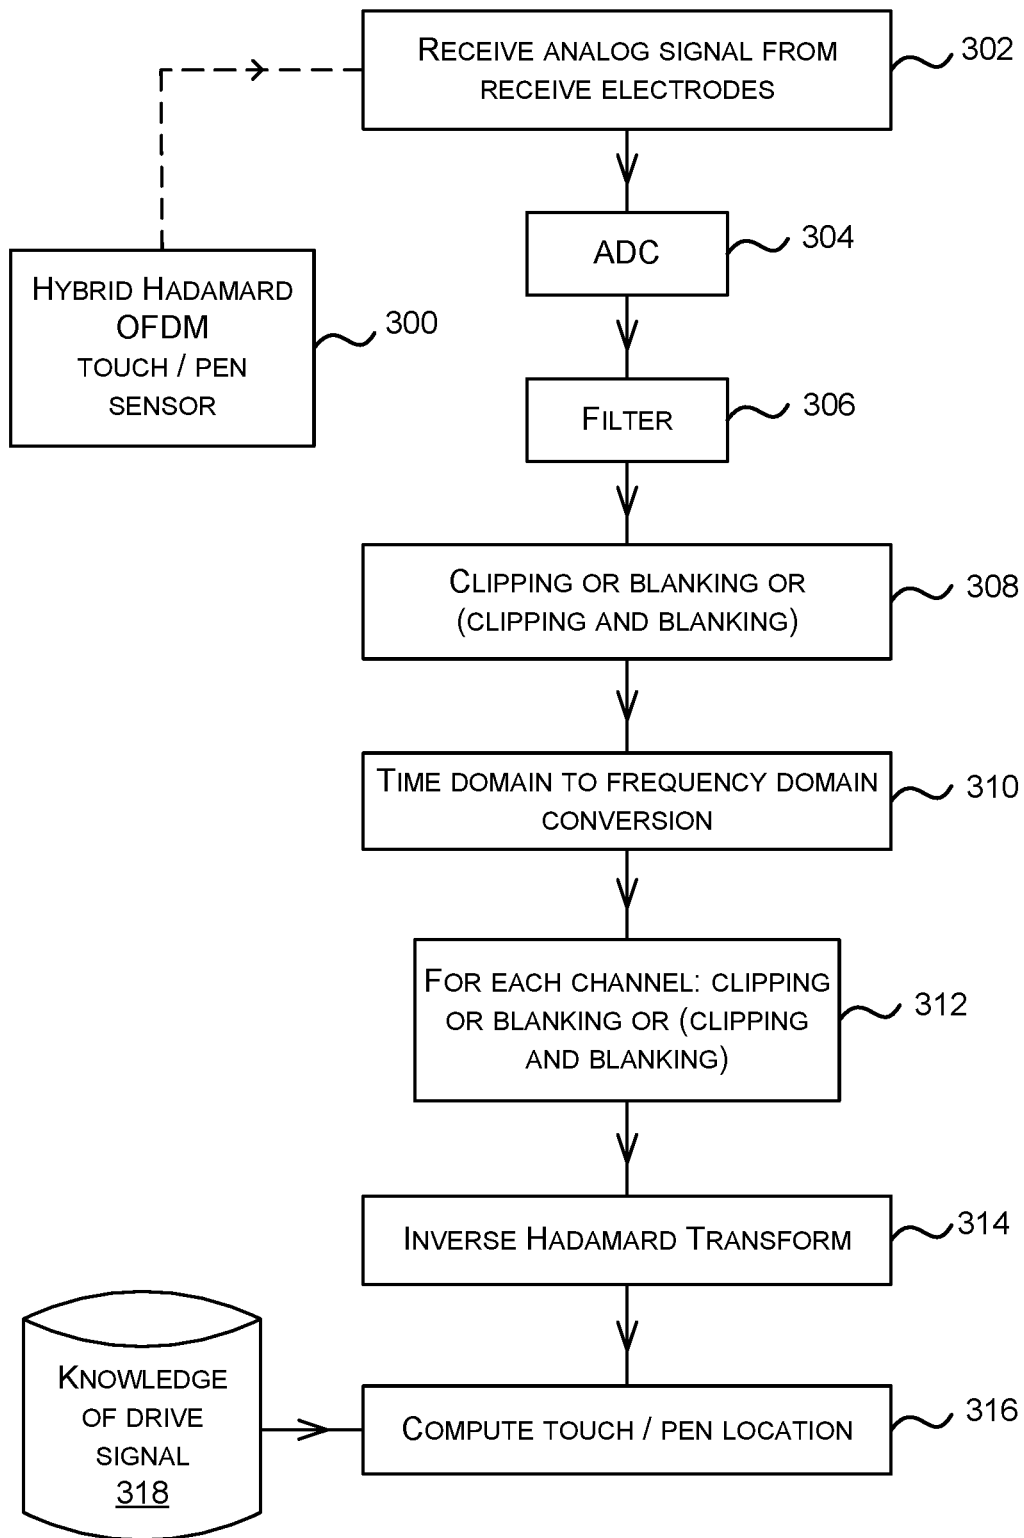 RECEIVE ANALOG SIGNAL FROM
RECEIVE ELECTRODES
302
ADC
304
HYBRID HADAMARD
OFDM
TOUCH / PEN
SENSOR
300
FILTER
306
CLIPPING OR BLANKING OR
(CLIPPING AND BLANKING)
308
TIME DOMAIN TO FREQUENCY DOMAIN
CONVERSION
310
FOR EACH CHANNEL: CLIPPING
OR BLANKING OR (CLIPPING
AND BLANKING)
312
INVERSE HADAMARD TRANSFORM
314
KNOWLEDGE
OF DRIVE
SIGNAL
318
COMPUTE TOUCH / PEN LOCATION
316